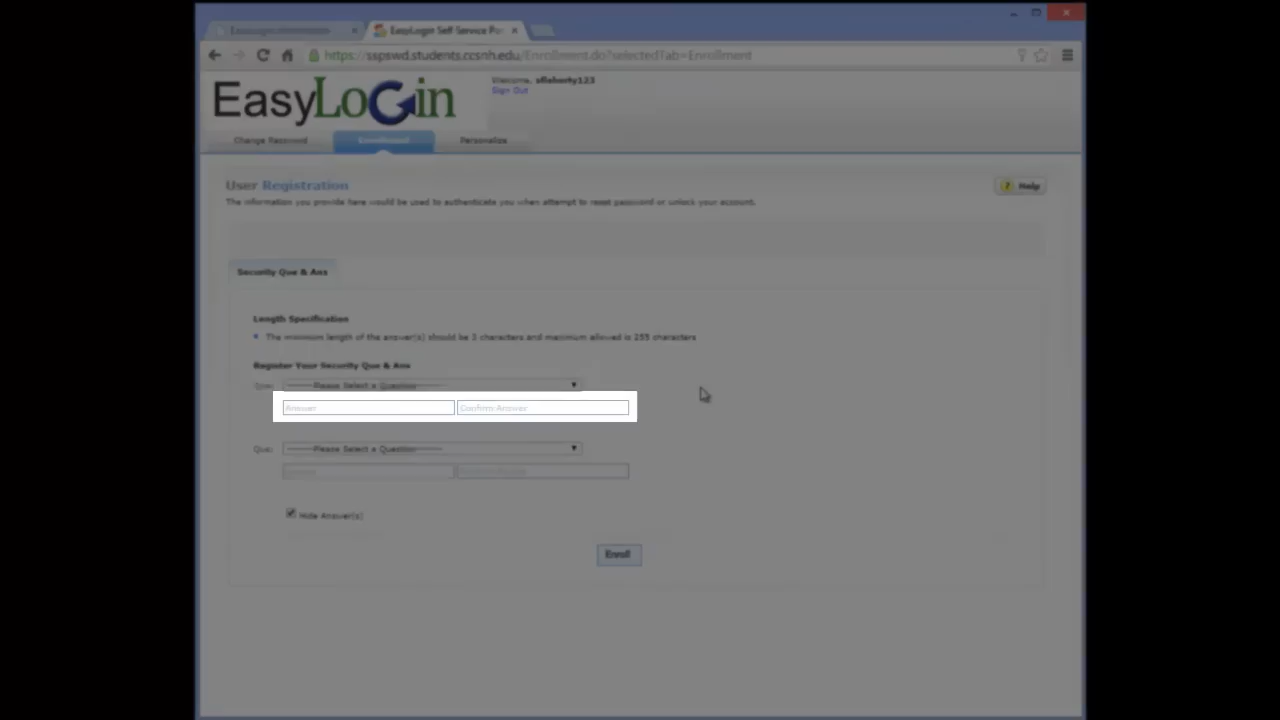 EasyLogin Self Service Por
https://sspswd.students.ccsnh.edu/Enrollment.do?selectedTab=Enrollment
EasyLogin
Welcome, sflaherty123
Sign Out
Change Password Enrollment Personalize
User Registration
Help
The information you provide here would be used to authenticate you when attempt to reset password or unlock your account.
Security Que & Ans
Length Specification
The minimum length of the answer(s) should be 3 characters and maximum allowed is 255 characters
Register Your Security Que & Ans
Que: ------Please Select a Question------
Answer Confirm Answer
Que: ------Please Select a Question------
Hide Answer(s)
Enroll